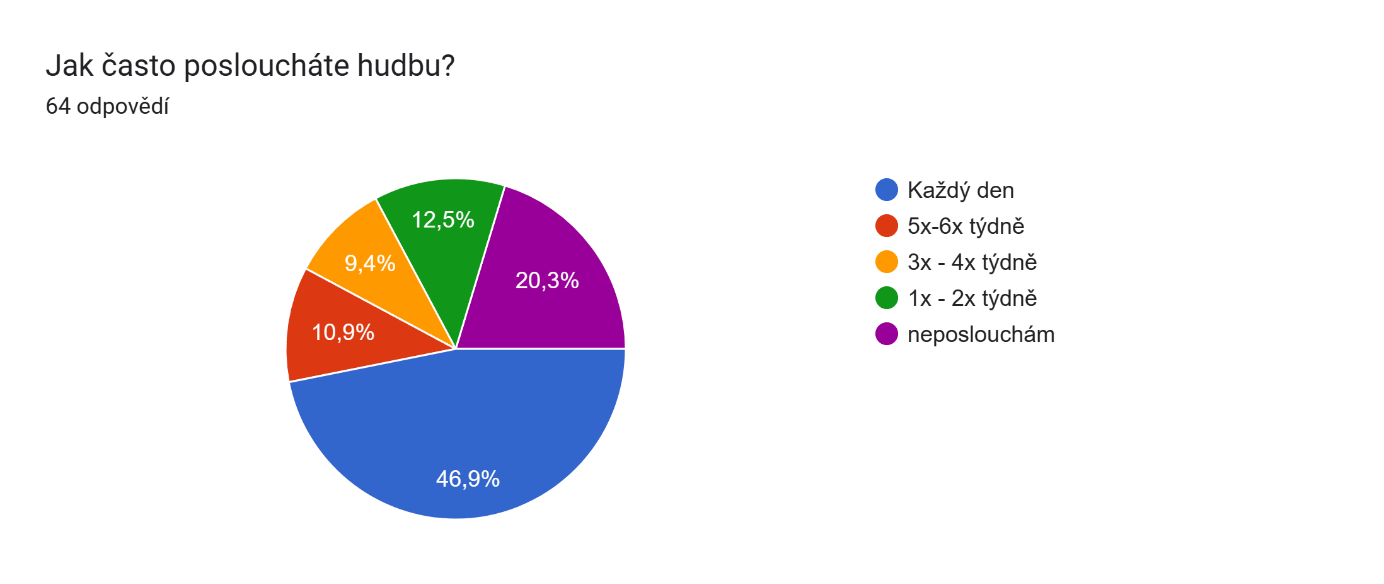 Jak často posloucháte hudbu?
64 odpovědí
12,5%
20,3%
9,4%
10,9%
46,9%
Každý den
5x-6x týdně
3x - 4x týdně
1x - 2x týdně
neposlouchám